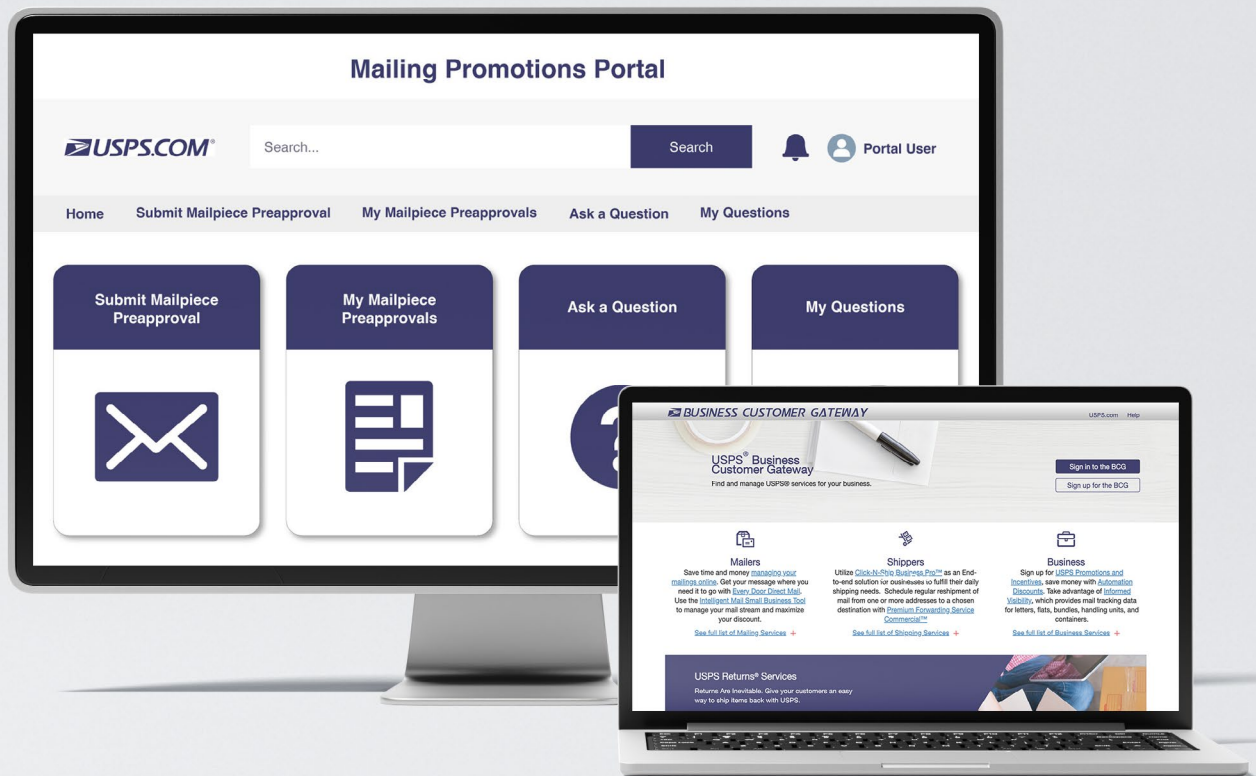 Mailing Promotions Portal
USPS.COM®
Search...
Search
Portal User
Home
Submit Mailpiece Preapproval
My Mailpiece Preapprovals
Ask a Question
My Questions
Submit Mailpiece
Preapproval
My Mailpiece
Preapprovals
Ask a Question
My Questions
?
BUSINESS CUSTOMER GATEWAY
USPS.com
Help
USPS® Business
Customer Gateway
Find and manage USPS® services for your business.
Sign in to the BCG
Sign up for the BCG
Mailers
Save time and money managing your
mailings online. Get your message where you
need it to go with Every Door Direct Mail.
Use the Intelligent Mail Small Business Tool
to manage your mail stream and maximize
your discount.
See full list of Mailing Services +
Shippers
Utilize Click-N-Ship Business Pro™ as an End-
to-end solution for businesses to fulfill their daily
shipping needs. Schedule regular reshipment of
mail from one or more addresses to a chosen
destination with Premium Forwarding Service
Commercial™
See full list of Shipping Services +
Business
Sign up for USPS Promotions and
Incentives, save money with Automation
Discounts. Take advantage of Informed
Visibility, which provides mail tracking data
for letters, flats, bundles, handling units, and
containers.
See full list of Business Services +
USPS Returns® Services
Returns Are Inevitable. Give your customers an easy
way to ship items back with USPS.